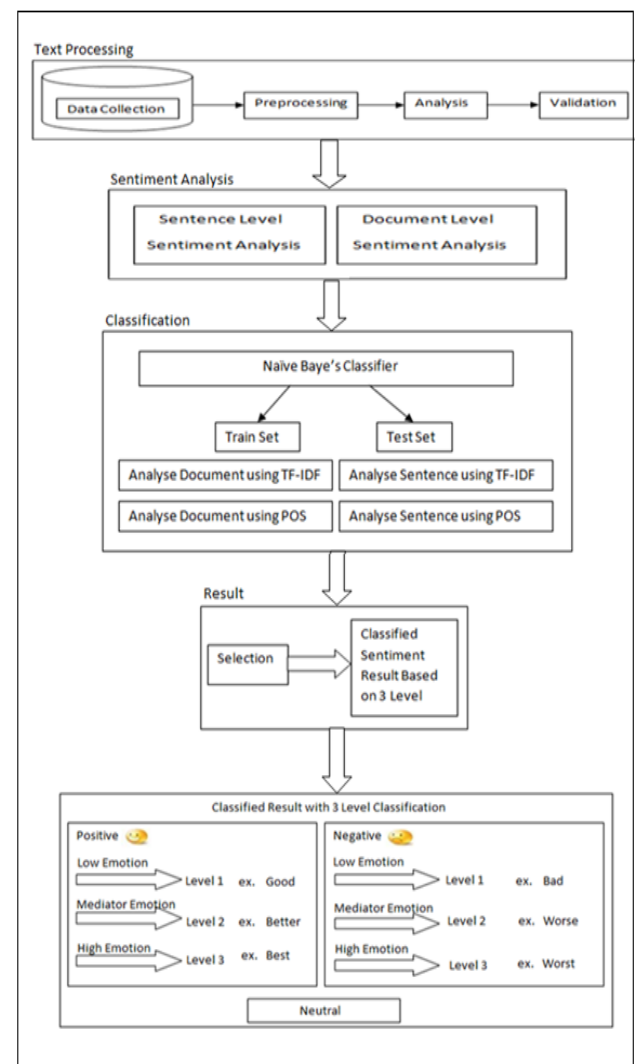 Text Processing
Data Collection
Preprocessing
Analysis
Validation
Sentiment Analysis
Sentence Level
Sentiment Analysis
Document Level
Sentiment Analysis
Classification
Naïve Baye's Classifier
Train Set
Test Set
Analyse Document using TF-IDF
Analyse Sentence using TF-IDF
Analyse Document using POS
Analyse Sentence using POS
Result
Selection
Classified
Sentiment
Result Based
on 3 Level
Classified Result with 3 Level Classification
Positive
Low Emotion
Level 1 ex. Good
Mediator Emotion
Level 2 ex. Better
High Emotion
Level 3 ex. Best
Negative
Low Emotion
Level 1 ex. Bad
Mediator Emotion
Level 2 ex. Worse
High Emotion
Level 3 ex. Worst
Neutral